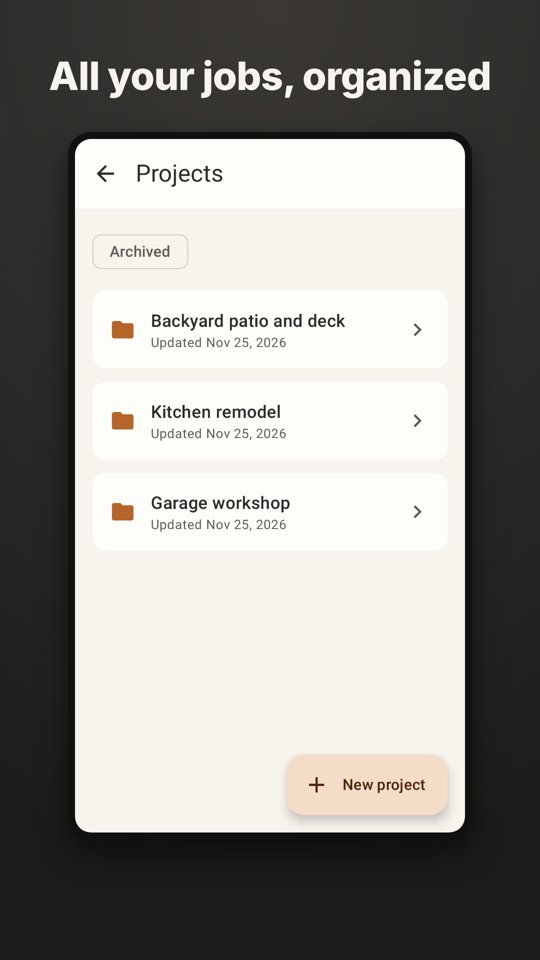 All your jobs, organized
Projects
Archived
Backyard patio and deck
Updated Nov 25, 2026
Kitchen remodel
Updated Nov 25, 2026
Garage workshop
Updated Nov 25, 2026
New project